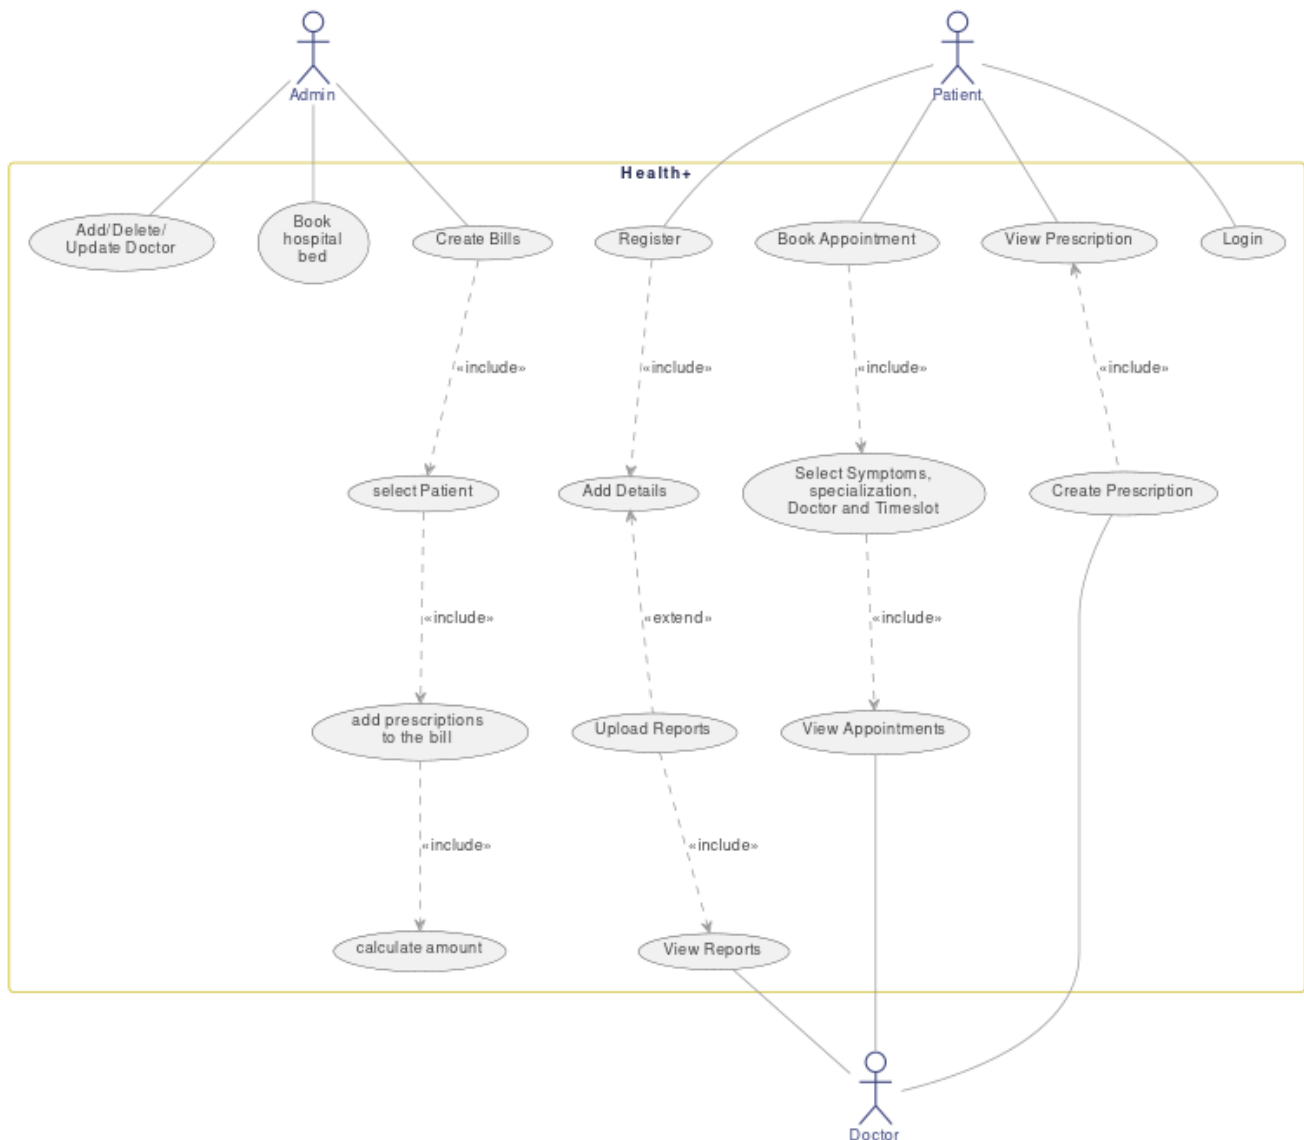 Admin
Patient
Health+
Add/Delete/
Update Doctor
Book
hospital
bed
Create Bills
Register
Book Appointment
View Prescription
Login
«include»
«include»
«include»
«include»
select Patient
Add Details
Select Symptoms,
specialization,
Doctor and Timeslot
Create Prescription
«include»
«extend»
«include»
add prescriptions
to the bill
Upload Reports
View Appointments
«include»
«include»
calculate amount
View Reports
Doctor